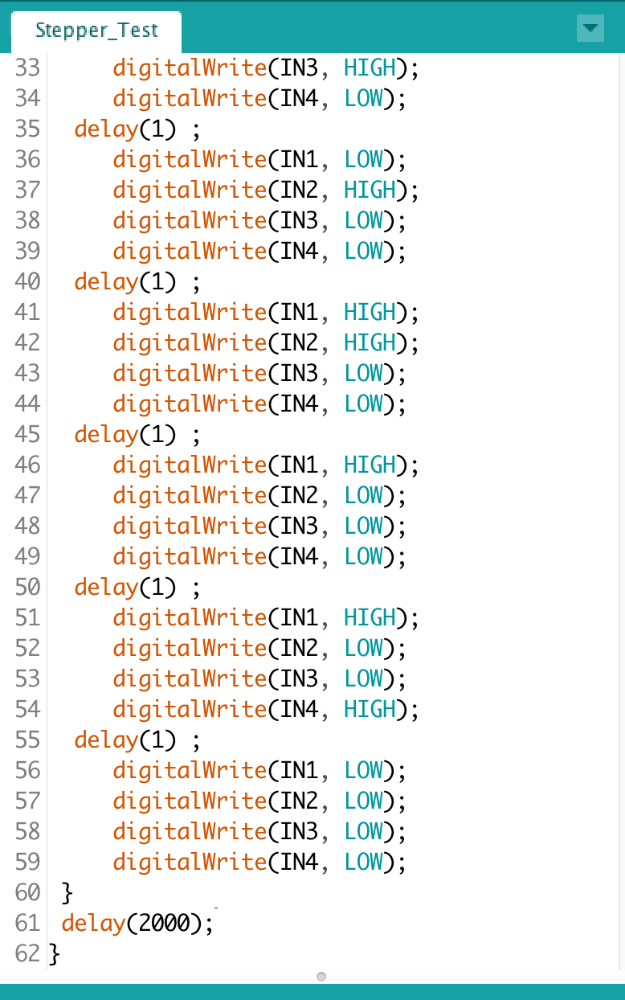 Stepper_Test
33 digitalWrite(IN3, HIGH);
34 digitalWrite(IN4, LOW);
35 delay(1) ;
36 digitalWrite(IN1, LOW);
37 digitalWrite(IN2, HIGH);
38 digitalWrite(IN3, LOW);
39 digitalWrite(IN4, LOW);
40 delay(1) ;
41 digitalWrite(IN1, HIGH);
42 digitalWrite(IN2, HIGH);
43 digitalWrite(IN3, LOW);
44 digitalWrite(IN4, LOW);
45 delay(1) ;
46 digitalWrite(IN1, HIGH);
47 digitalWrite(IN2, LOW);
48 digitalWrite(IN3, LOW);
49 digitalWrite(IN4, LOW);
50 delay(1) ;
51 digitalWrite(IN1, HIGH);
52 digitalWrite(IN2, LOW);
53 digitalWrite(IN3, LOW);
54 digitalWrite(IN4, HIGH);
55 delay(1) ;
56 digitalWrite(IN1, LOW);
57 digitalWrite(IN2, LOW);
58 digitalWrite(IN3, LOW);
59 digitalWrite(IN4, LOW);
60 }
61 delay(2000);
62 }